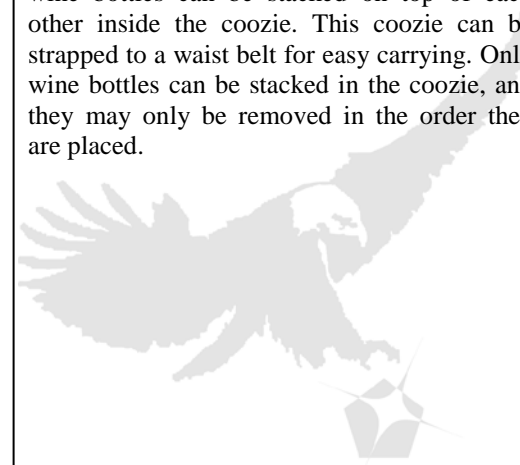 wine bottles can be stacked on top of eac
other inside the coozie. This coozie can b
strapped to a waist belt for easy carrying. Onl
wine bottles can be stacked in the coozie, an
they may only be removed in the order the
are placed.